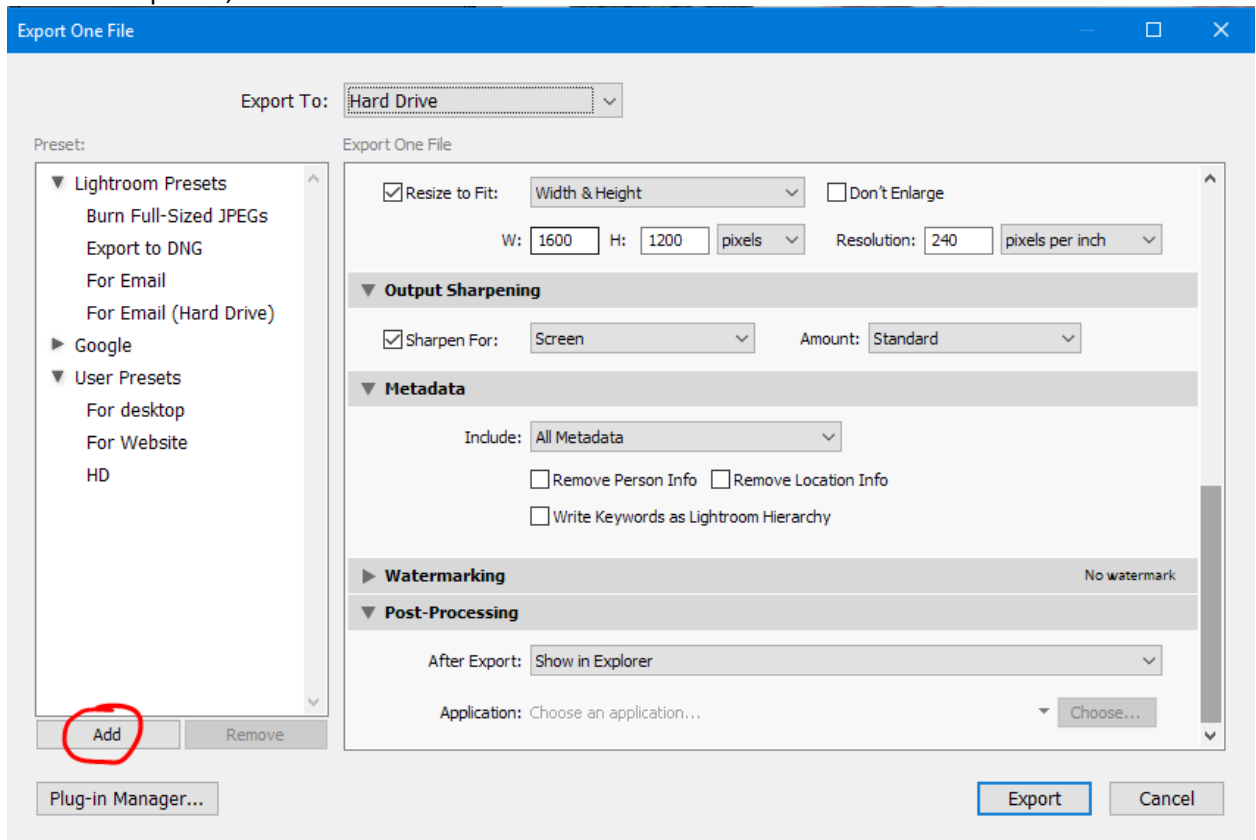 Export One File
Export To: Hard Drive
Preset:
Export One File
Lightroom Presets
Burn Full-Sized JPEGs
Export to DNG
For Email
For Email (Hard Drive)
Google
User Presets
For desktop
For Website
HD
Add Remove
Resize to Fit: Width & Height Don't Enlarge
W: 1600 H: 1200 pixels Resolution: 240 pixels per inch
Output Sharpening
Sharpen For: Screen Amount: Standard
Metadata
Include: All Metadata
Remove Person Info Remove Location Info
Write Keywords as Lightroom Hierarchy
Watermarking No watermark
Post-Processing
After Export: Show in Explorer
Application: Choose an application... Choose...
Plug-in Manager... Export Cancel